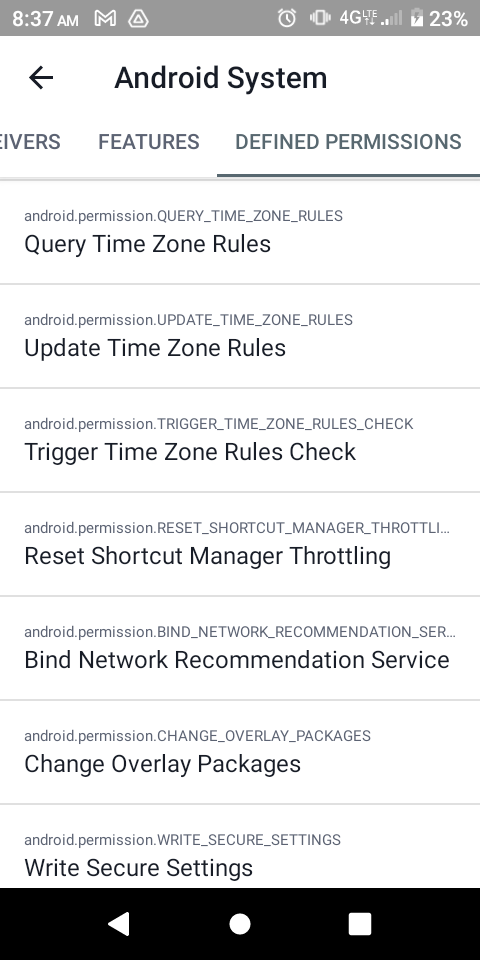 8:37 AM 4G LTE 23%
Android System
EIVERS FEATURES DEFINED PERMISSIONS
android.permission.QUERY_TIME_ZONE_RULES
Query Time Zone Rules
android.permission.UPDATE_TIME_ZONE_RULES
Update Time Zone Rules
android.permission.TRIGGER_TIME_ZONE_RULES_CHECK
Trigger Time Zone Rules Check
android.permission.RESET_SHORTCUT_MANAGER_THROTTLI...
Reset Shortcut Manager Throttling
android.permission.BIND_NETWORK_RECOMMENDATION_SER...
Bind Network Recommendation Service
android.permission.CHANGE_OVERLAY_PACKAGES
Change Overlay Packages
android.permission.WRITE_SECURE_SETTINGS
Write Secure Settings